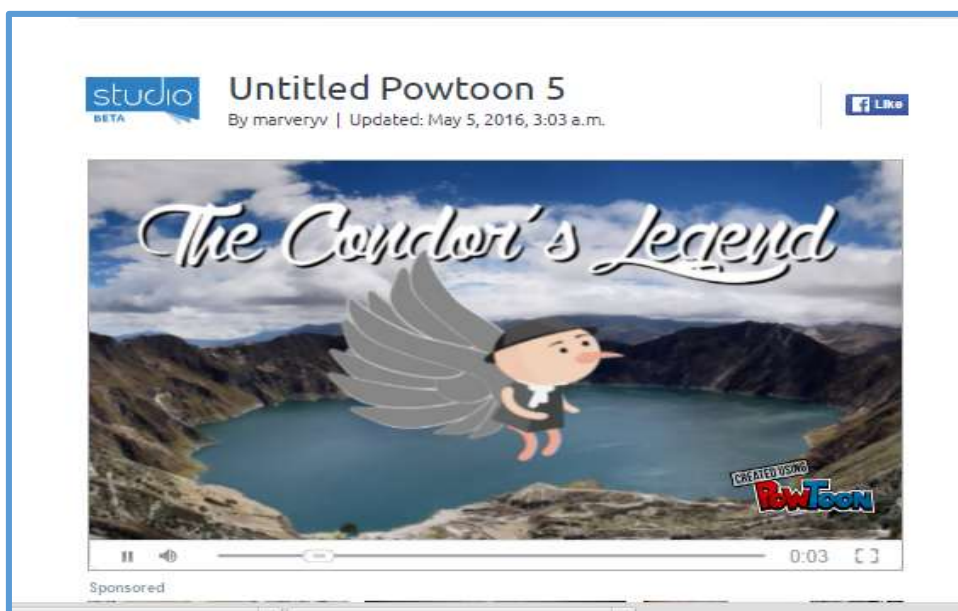 studio
BETA
Untitled Powtoon 5
By marveryv | Updated: May 5, 2016, 3:03 a.m.
Like
The Condor's Legend
CREATED USING
POWTOON
0:03
Sponsored